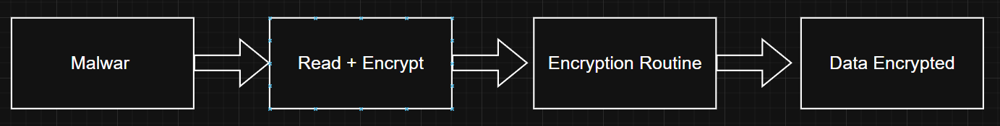 Malwar
Read + Encrypt
Encryption Routine
Data Encrypted